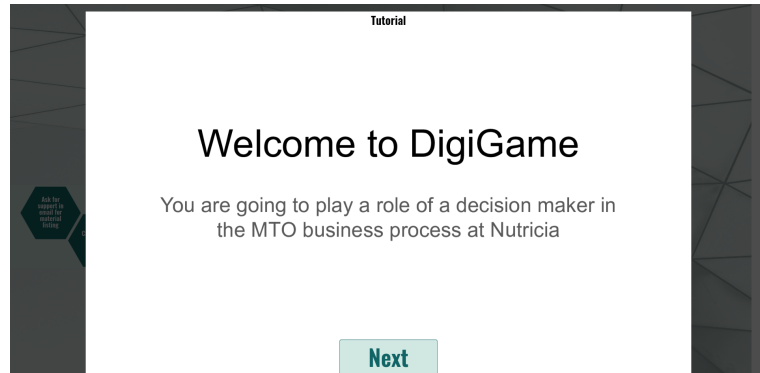 Tutorial
Welcome to DigiGame
You are going to play a role of a decision maker in
the MTO business process at Nutricia
Ask for
support in
email for
material
listing
Next